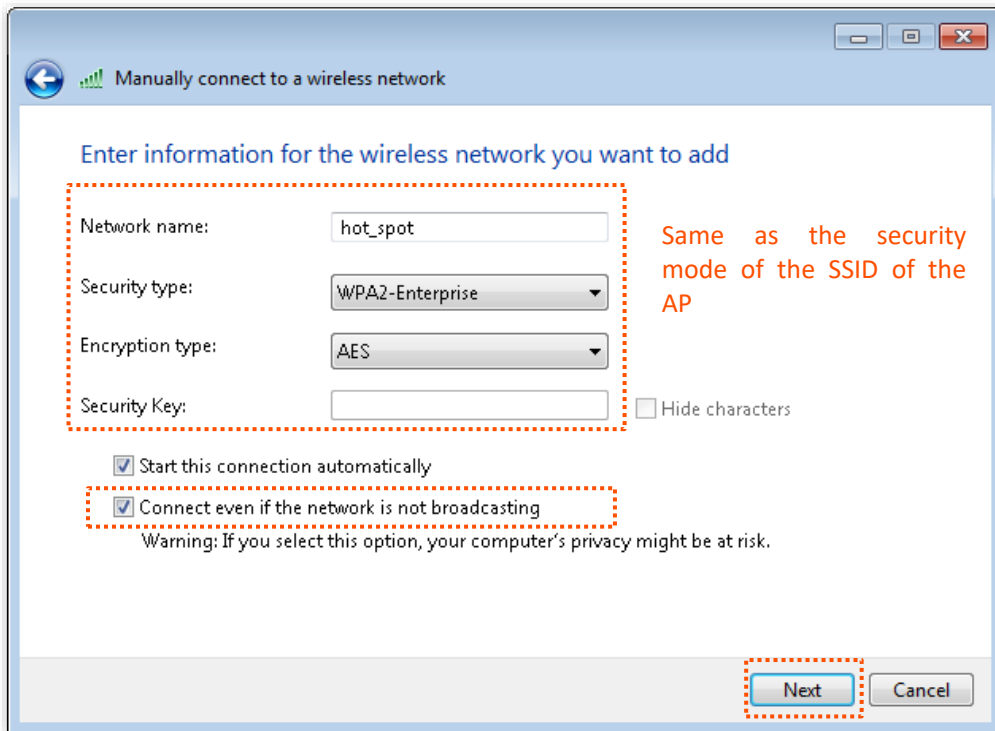 Manually connect to a wireless network
Enter information for the wireless network you want to add
Network name:
hot_spot
Same as the security
mode of the SSID of the
AP
Security type:
WPA2-Enterprise
Encryption type:
AES
Security Key:
Hide characters
Start this connection automatically
Connect even if the network is not broadcasting
Warning: If you select this option, your computer's privacy might be at risk.
Next
Cancel